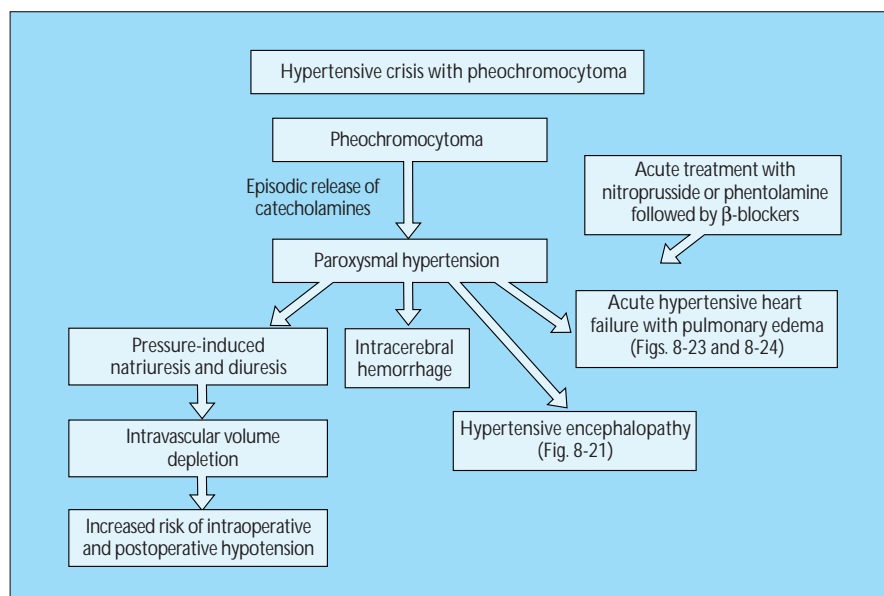 Hypertensive crisis with pheochromocytoma
Pheochromocytoma
Episodic release of
catecholamines
Acute treatment with
nitroprusside or phentolamine
followed by β-blockers
Paroxysmal hypertension
Pressure-induced
natriuresis and diuresis
Intracerebral
hemorrhage
Acute hypertensive heart
failure with pulmonary edema
(Figs. 8-23 and 8-24)
Intravascular volume
depletion
Hypertensive encephalopathy
(Fig. 8-21)
Increased risk of intraoperative
and postoperative hypotension